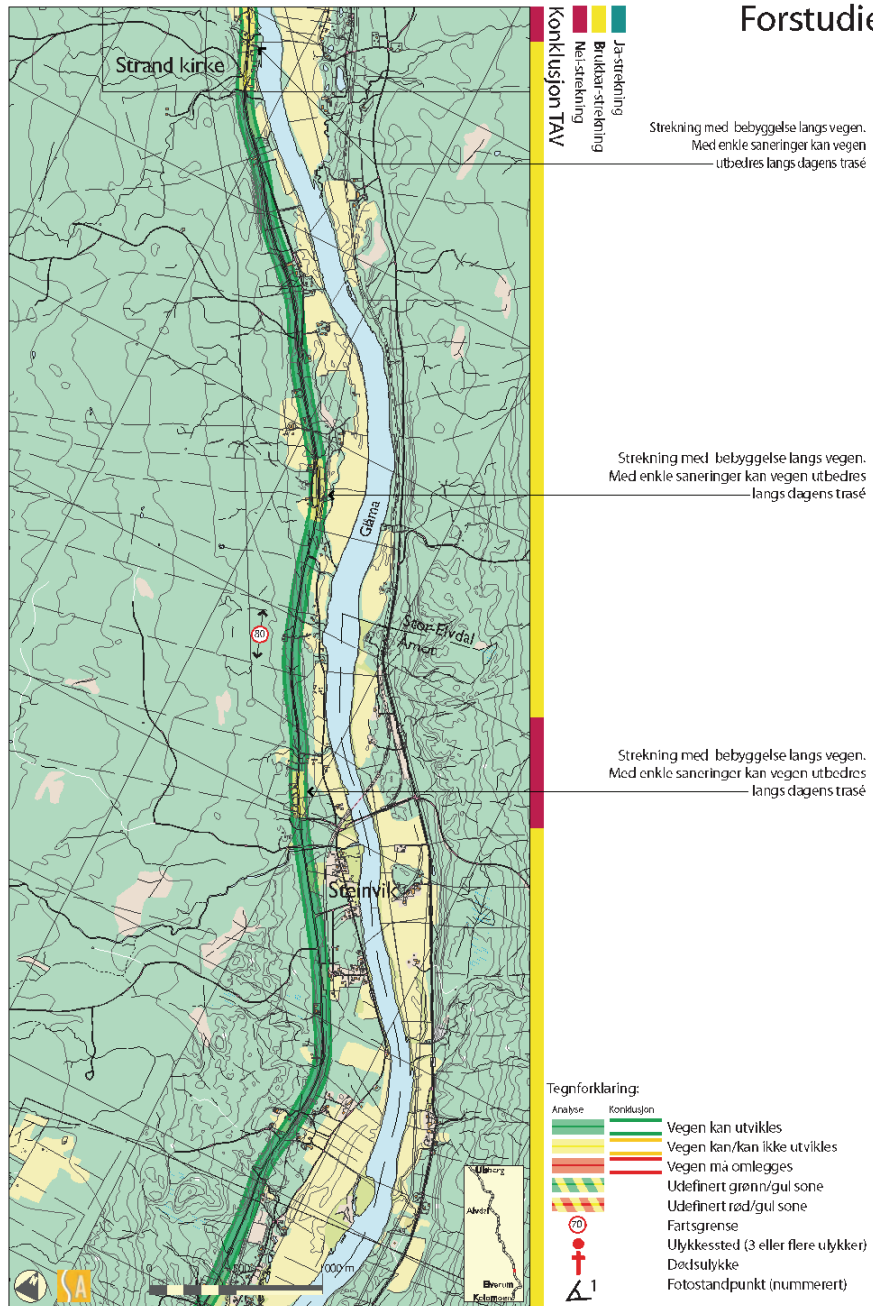 Forstudie
Strand kirke
Konklusjon TAV
Nei-strekning
Brukbar-strekning
Ja-strekning
Strekning med bebyggelse langs vegen.
Med enkle saneringer kan vegen
utbedres langs dagens trasé
Strekning med bebyggelse langs vegen.
Med enkle saneringer kan vegen utbedres
langs dagens trasé
Glåma
80
Stor-Elvdal
Åmot
Strekning med bebyggelse langs vegen.
Med enkle saneringer kan vegen utbedres
langs dagens trasé
Steinvik
Tegnforklaring:
Analyse Konklusjon
Vegen kan utvikles
Vegen kan/kan ikke utvikles
Vegen må omlegges
Udefinert grønn/gul sone
Udefinert rød/gul sone
70 Fartsgrense
Ulykkessted (3 eller flere ulykker)
Dødsulykke
1 Fotostandpunkt (nummerert)
Ulsberg
Alvdal
Elverum
Kolomoen
SA
0 500 1000 m